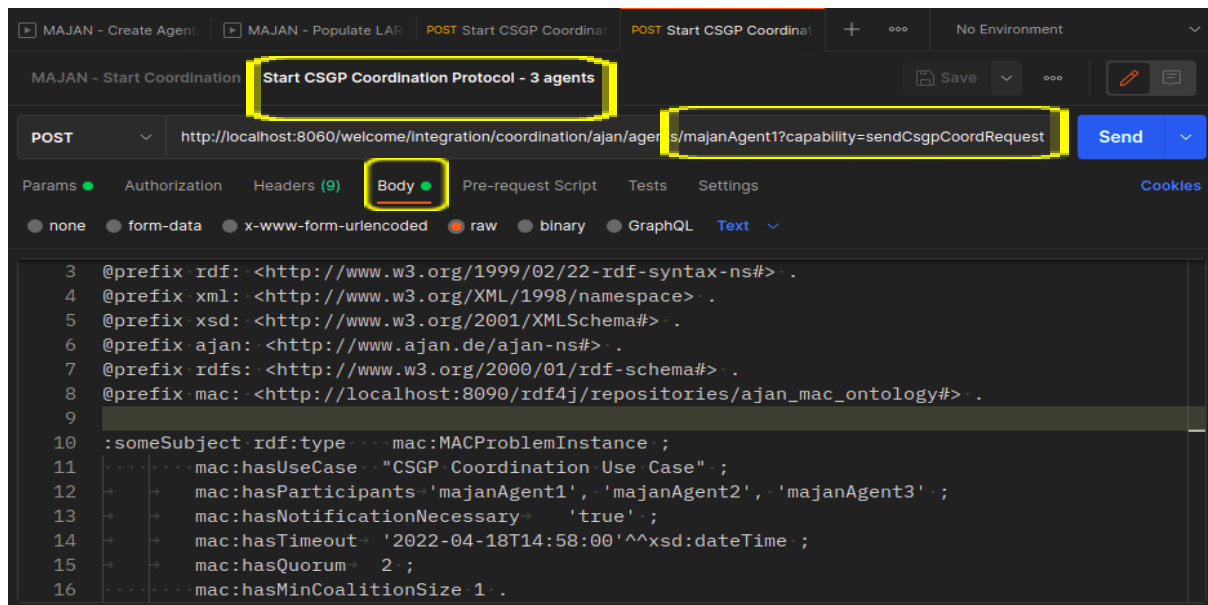 MAJAN - Create Agent MAJAN - Populate LAR POST Start CSGP Coordinat POST Start CSGP Coordinat No Environment
MAJAN - Start Coordination Start CSGP Coordination Protocol - 3 agents Save
POST http://localhost:8060/welcome/integration/coordination/ajan/agents/majanAgent1?capability=sendCsgpCoordRequest Send
Params Authorization Headers (9) Body Pre-request Script Tests Settings Cookies
none form-data x-www-form-urlencoded raw binary GraphQL Text
3 @prefix rdf: <http://www.w3.org/1999/02/22-rdf-syntax-ns#> .
4 @prefix xml: <http://www.w3.org/XML/1998/namespace> .
5 @prefix xsd: <http://www.w3.org/2001/XMLSchema#> .
6 @prefix ajan: <http://www.ajan.de/ajan-ns#> .
7 @prefix rdfs: <http://www.w3.org/2000/01/rdf-schema#> .
8 @prefix mac: <http://localhost:8090/rdf4j/repositories/ajan_mac_ontology#> .
9
10 :someSubject rdf:type mac:MACProblemInstance ;
11 mac:hasUseCase "CSGP Coordination Use Case" ;
12 mac:hasParticipants 'majanAgent1', 'majanAgent2', 'majanAgent3' ;
13 mac:hasNotificationNecessary 'true' ;
14 mac:hasTimeout '2022-04-18T14:58:00'^^xsd:dateTime ;
15 mac:hasQuorum 2 ;
16 mac:hasMinCoalitionSize 1 .